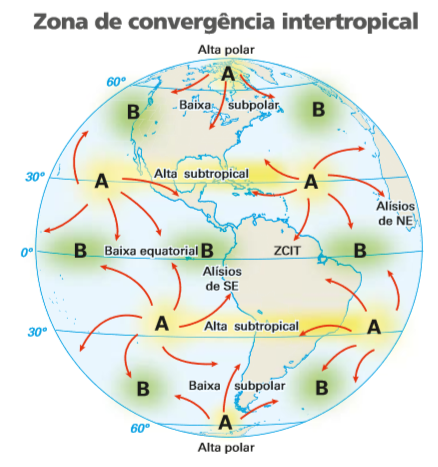 Zona de convergência intertropical
Alta polar
A
60º
Baixa subpolar
B
B
30º
Alta subtropical
A
A
Alísios
de NE
0º
B
Baixa equatorial
B
ZCIT
B
Alísios
de SE
A
Alta subtropical
A
30º
B
Baixa subpolar
B
60º
A
Alta polar